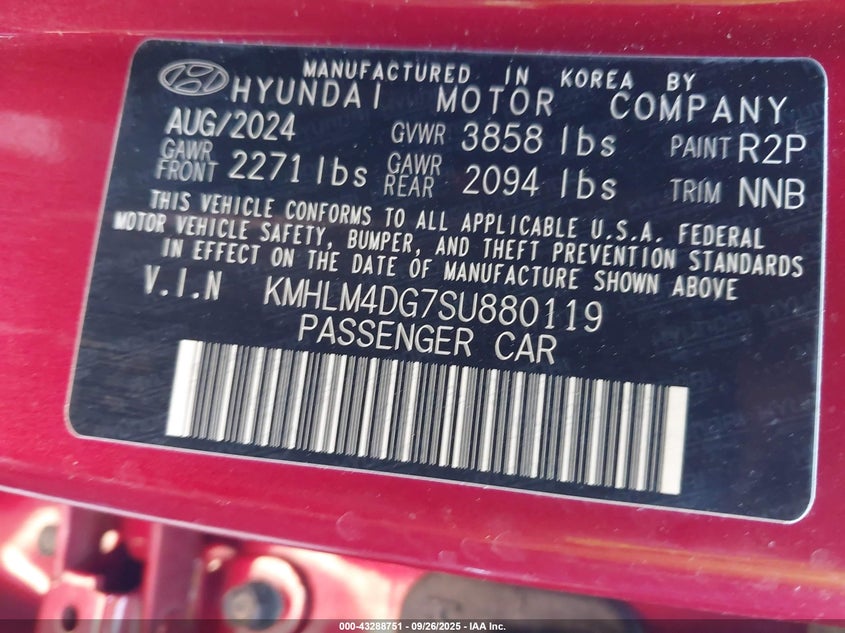 MANUFACTURED IN KOREA BY
HYUNDAI MOTOR COMPANY
AUG/2024 GVWR 3858 lbs PAINT R2P
GAWR FRONT 2271 lbs GAWR REAR 2094 lbs TRIM NNB
THIS VEHICLE CONFORMS TO ALL APPLICABLE U.S.A. FEDERAL
MOTOR VEHICLE SAFETY, BUMPER, AND THEFT PREVENTION STANDARDS
IN EFFECT ON THE DATE OF MANUFACTURE SHOWN ABOVE
V.I.N KMHLM4DG7SU880119
PASSENGER CAR
000-43288751 - 09/26/2025 - IAA Inc.